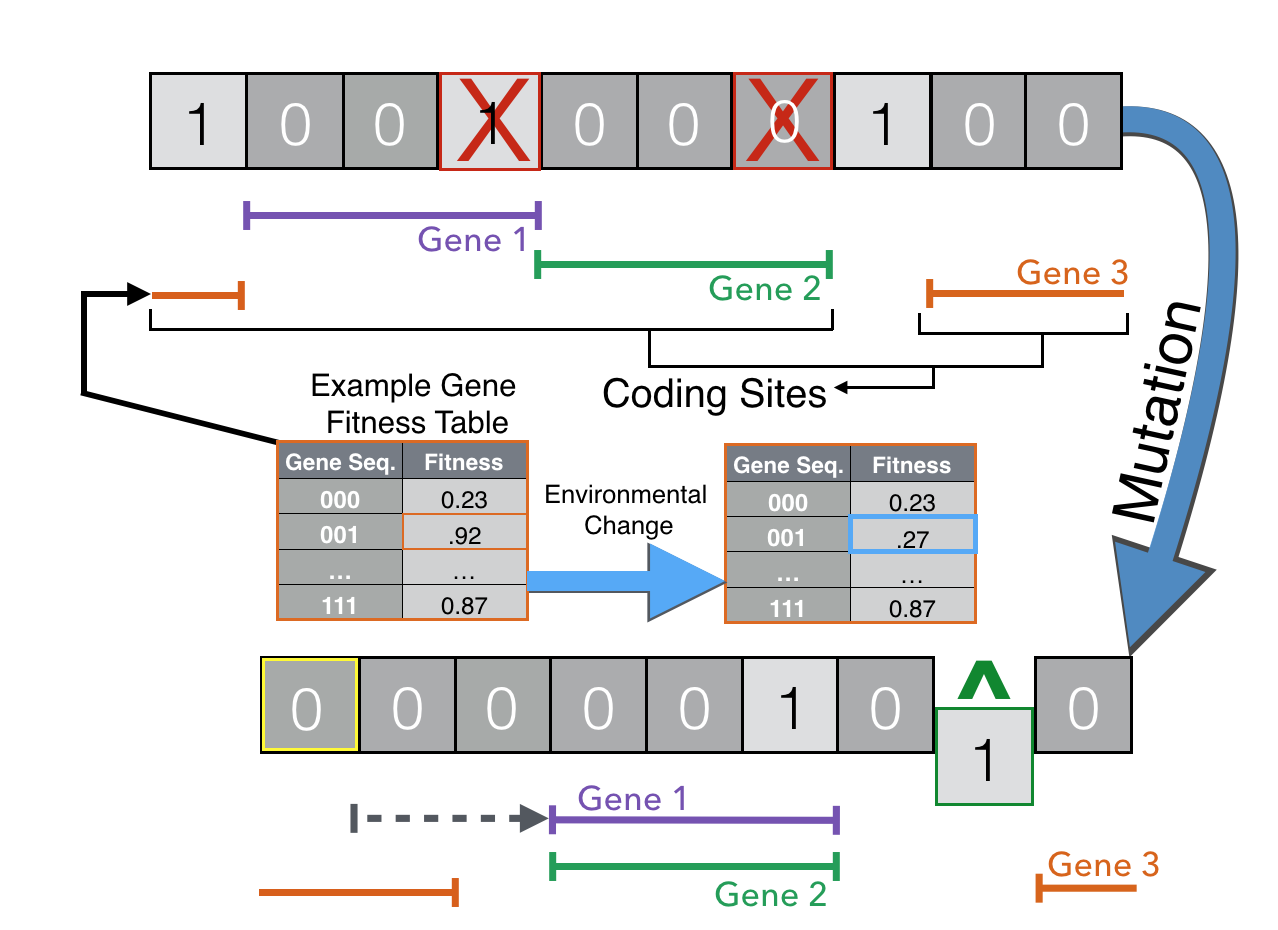 1 0 0 1 0 0 0 1 0 0
Gene 1
Gene 2
Gene 3
Coding Sites
Mutation
Example Gene
Fitness Table
Gene Seq. Fitness
000 0.23
001 .92
... ...
111 0.87
Environmental
Change
Gene Seq. Fitness
000 0.23
001 .27
... ...
111 0.87
0 0 0 0 0 1 0 1 0
^
Gene 1
Gene 2
Gene 3